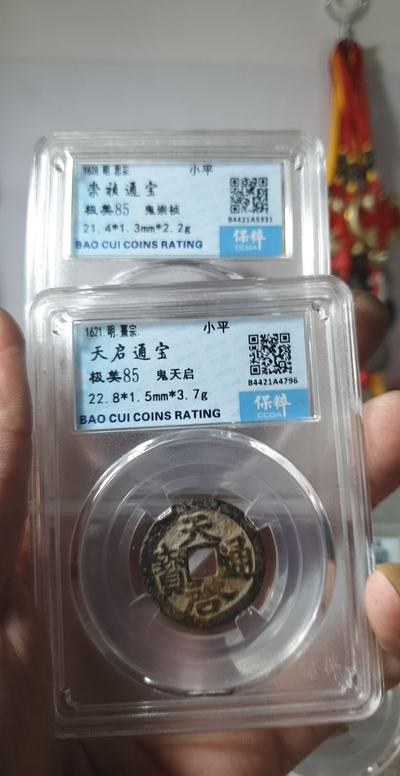 1628 明.思宗. 小平
崇祯通宝
极美85 鬼崇祯
B4421A5331
21.4*1.3mm*2.2g
保粹
CCGA
BAO CUI COINS RATING
1621 明.熹宗. 小平
天启通宝
极美85 鬼天启
B4421A4796
22.8*1.5mm*3.7g
保粹
CCGA
BAO CUI COINS RATING
天啟通寶